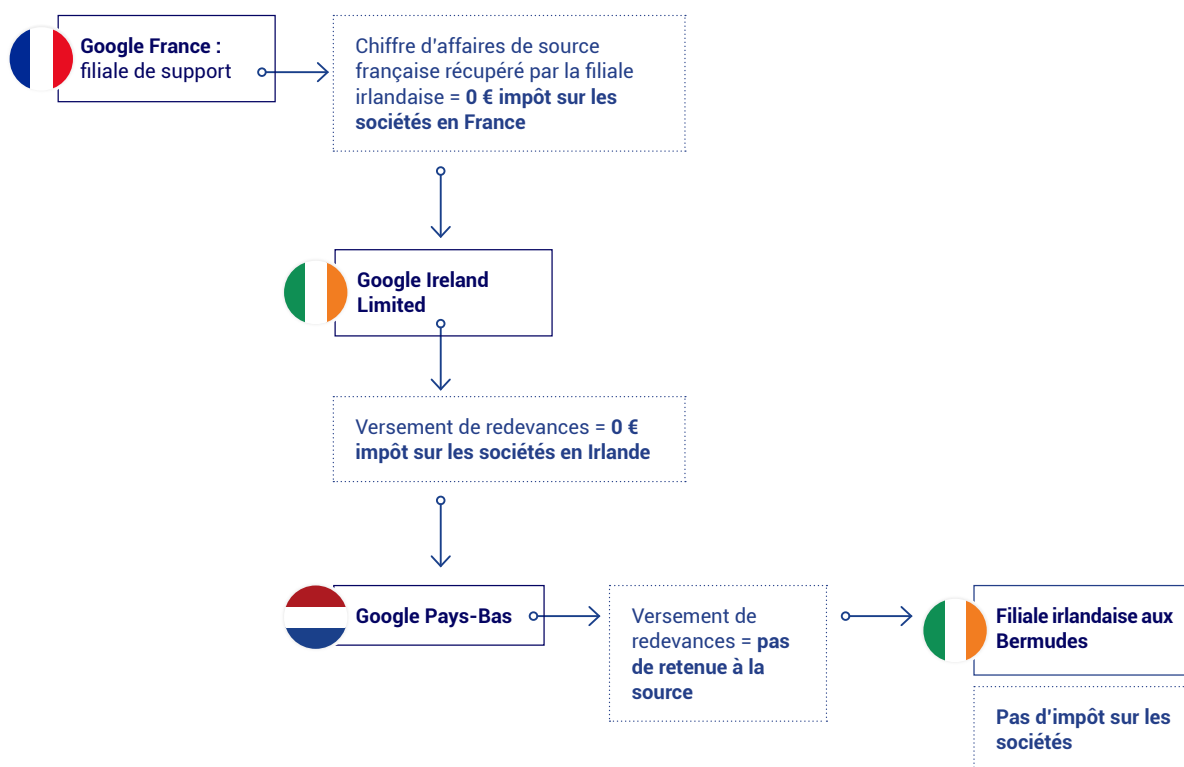 Google France :
filiale de support
Chiffre d'affaires de source
française récupéré par la filiale
irlandaise = 0 € impôt sur les
sociétés en France
Google Ireland
Limited
Versement de redevances = 0 €
impôt sur les sociétés en Irlande
Google Pays-Bas
Versement de
redevances = pas
de retenue à la
source
Filiale irlandaise aux
Bermudes
Pas d'impôt sur les
sociétés